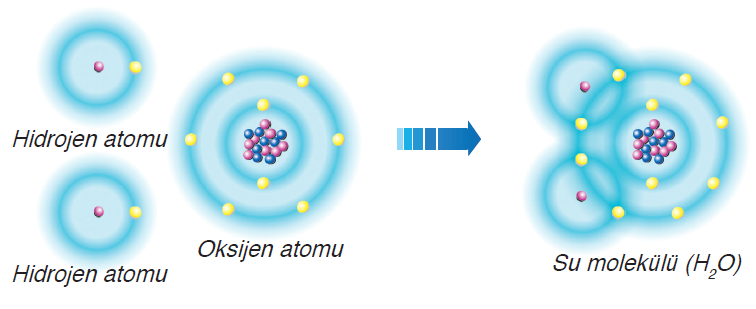 Hidrojen atomu
Hidrojen atomu
Oksijen atomu
Su molekülü (H₂O)